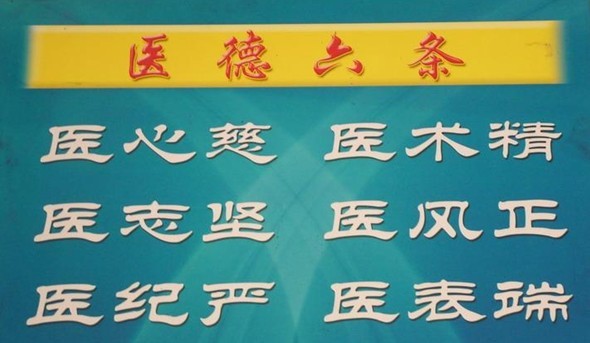 医德六条
医心慈 医术精
医志坚 医风正
医纪严 医表端